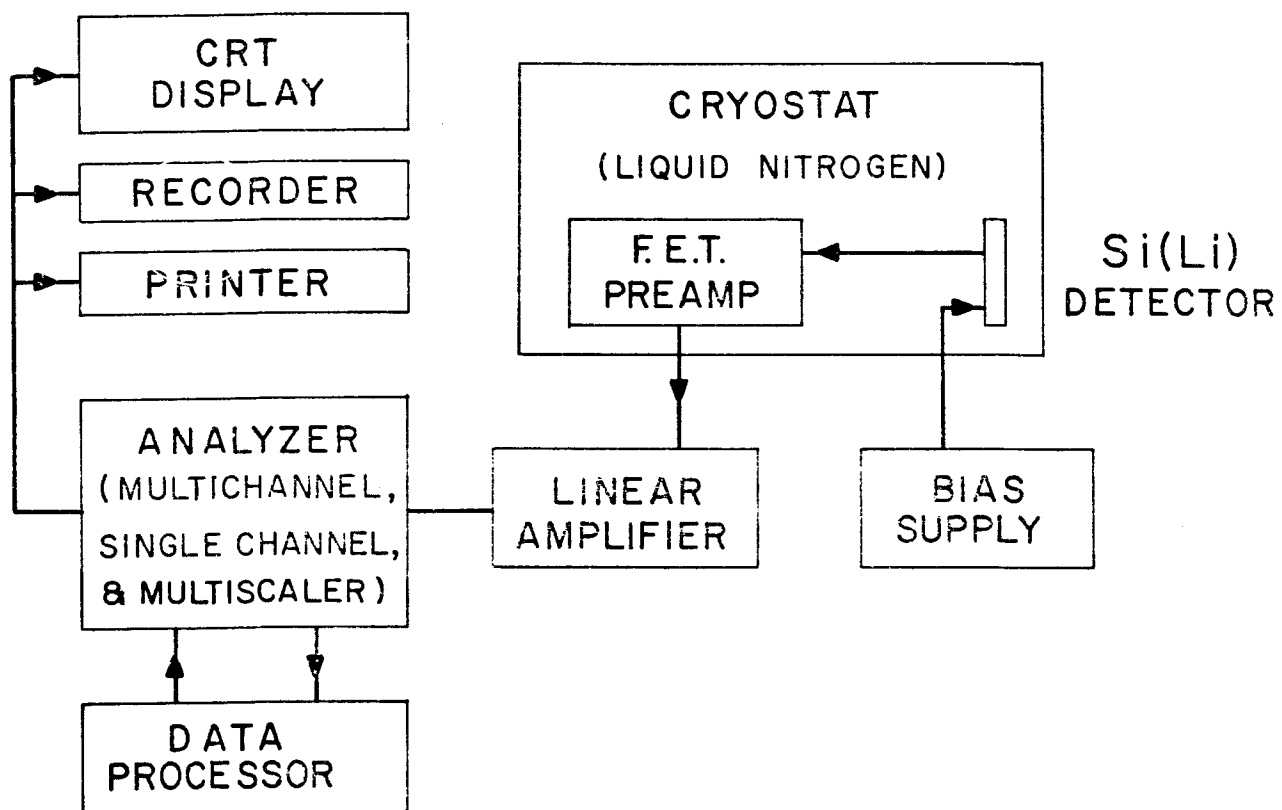 CRT
DISPLAY
RECORDER
PRINTER
CRYOSTAT
(LIQUID NITROGEN)
F.E.T.
PREAMP
Si(Li)
DETECTOR
ANALYZER
(MULTICHANNEL,
SINGLE CHANNEL,
& MULTISCALER)
LINEAR
AMPLIFIER
BIAS
SUPPLY
DATA
PROCESSOR